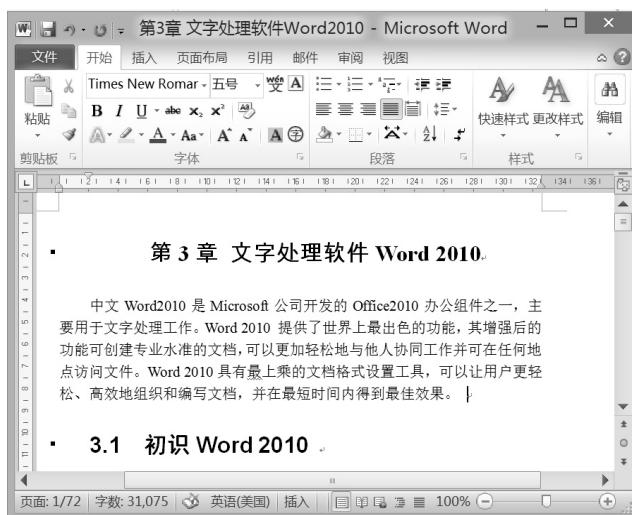 第3章 文字处理软件Word2010 - Microsoft Word
文件 开始 插入 页面布局 引用 邮件 审阅 视图
Times New Romar 五号 wén 文 A
粘贴 B I U abc x₂ x² 快速样式 更改样式 编辑
A A Aa A A A 字
剪贴板 字体 段落 样式
第 3 章 文字处理软件 Word 2010
中文 Word2010 是 Microsoft 公司开发的 Office2010 办公组件之一，主
要用于文字处理工作。Word 2010 提供了世界上最出色的功能，其增强后的
功能可创建专业水准的文档，可以更加轻松地与他人协同工作并可在任何地
点访问文件。Word 2010 具有最上乘的文档格式设置工具，可以让用户更轻
松、高效地组织和编写文档，并在最短时间内得到最佳效果。
3.1 初识 Word 2010
页面: 1/72 字数: 31,075 英语(美国) 插入 100%